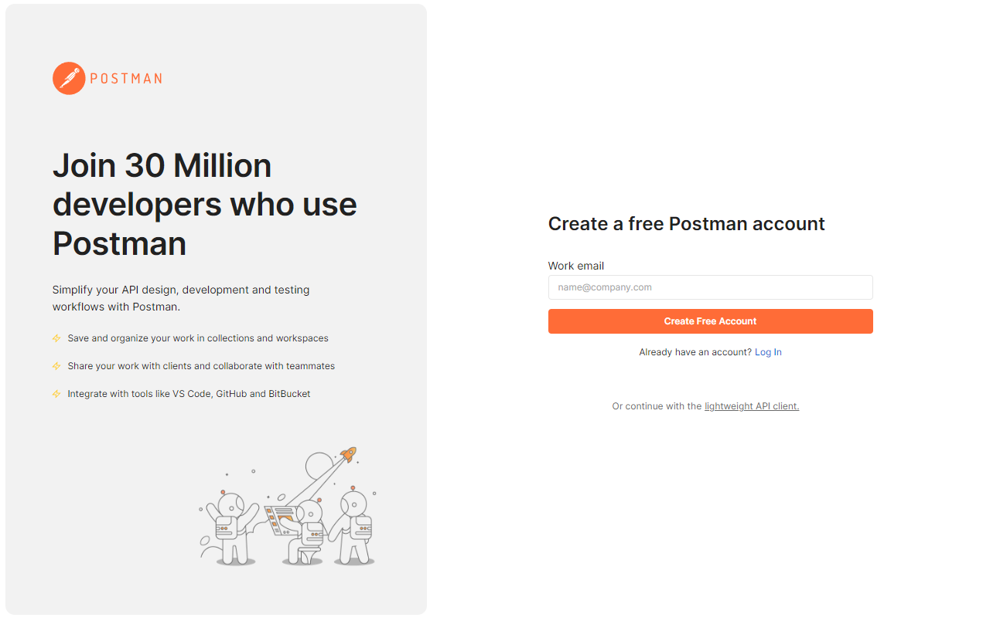 POSTMAN
Join 30 Million
developers who use
Postman
Simplify your API design, development and testing
workflows with Postman.
Save and organize your work in collections and workspaces
Share your work with clients and collaborate with teammates
Integrate with tools like VS Code, GitHub and BitBucket
Create a free Postman account
Work email
name@company.com
Create Free Account
Already have an account? Log In
Or continue with the lightweight API client.